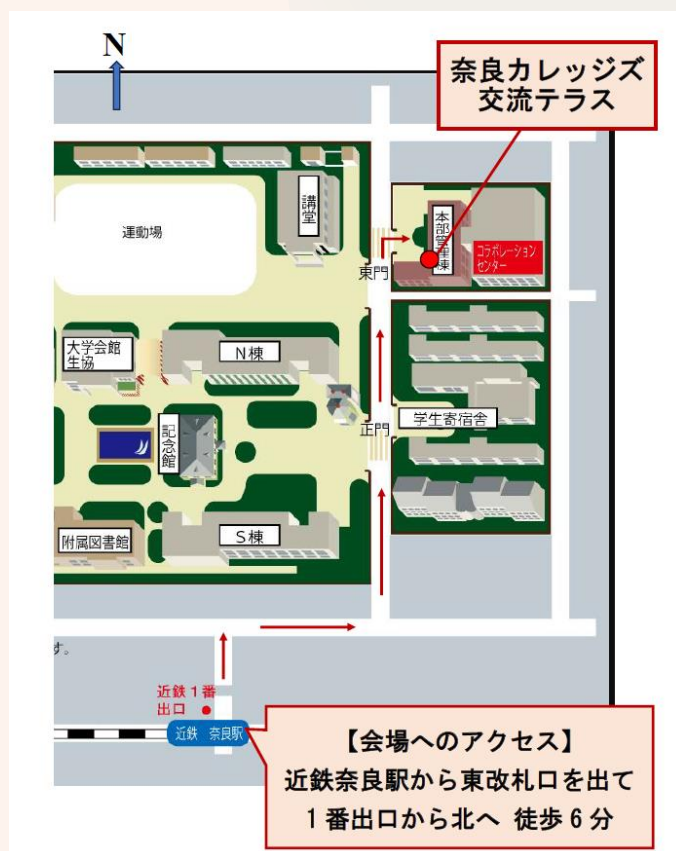 N
奈良カレッジズ
交流テラス
講堂
運動場
本部管理棟
コラボレーション
センター
東門
大学会館
生協
N棟
記念館
正門
学生寄宿舎
S棟
附属図書館
す。
近鉄1番
出口
近鉄 奈良駅
【会場へのアクセス】
近鉄奈良駅から東改札口を出て
1番出口から北へ 徒歩6分